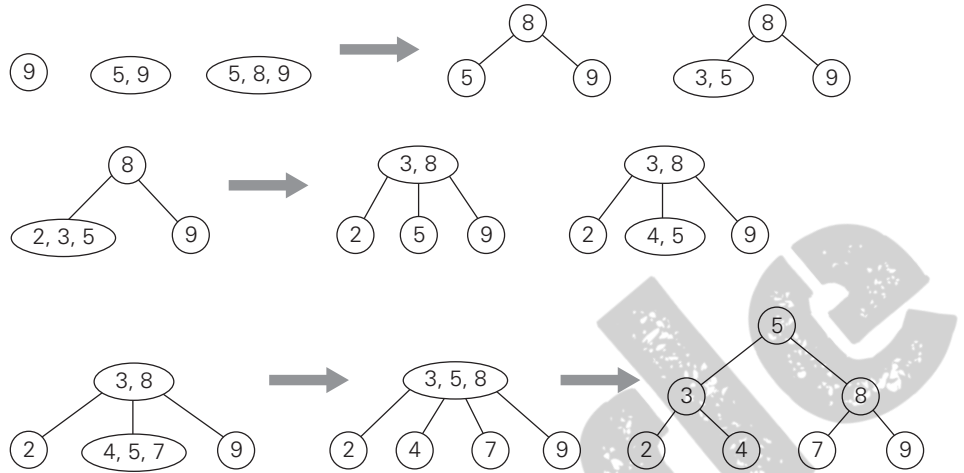 8 8
9 5, 9 5, 8, 9 5 9 3, 5 9
8 3, 8 3, 8
2, 3, 5 9 2 5 9 2 4, 5 9
5
3, 8 3, 5, 8 3 8
2 4, 5, 7 9 2 4 7 9 2 4 7 9